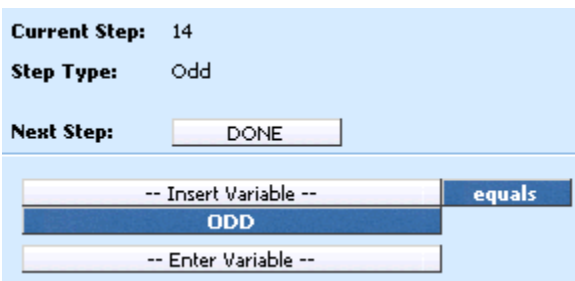 Current Step: 14
Step Type: Odd
Next Step: DONE
-- Insert Variable -- equals
ODD
-- Enter Variable --